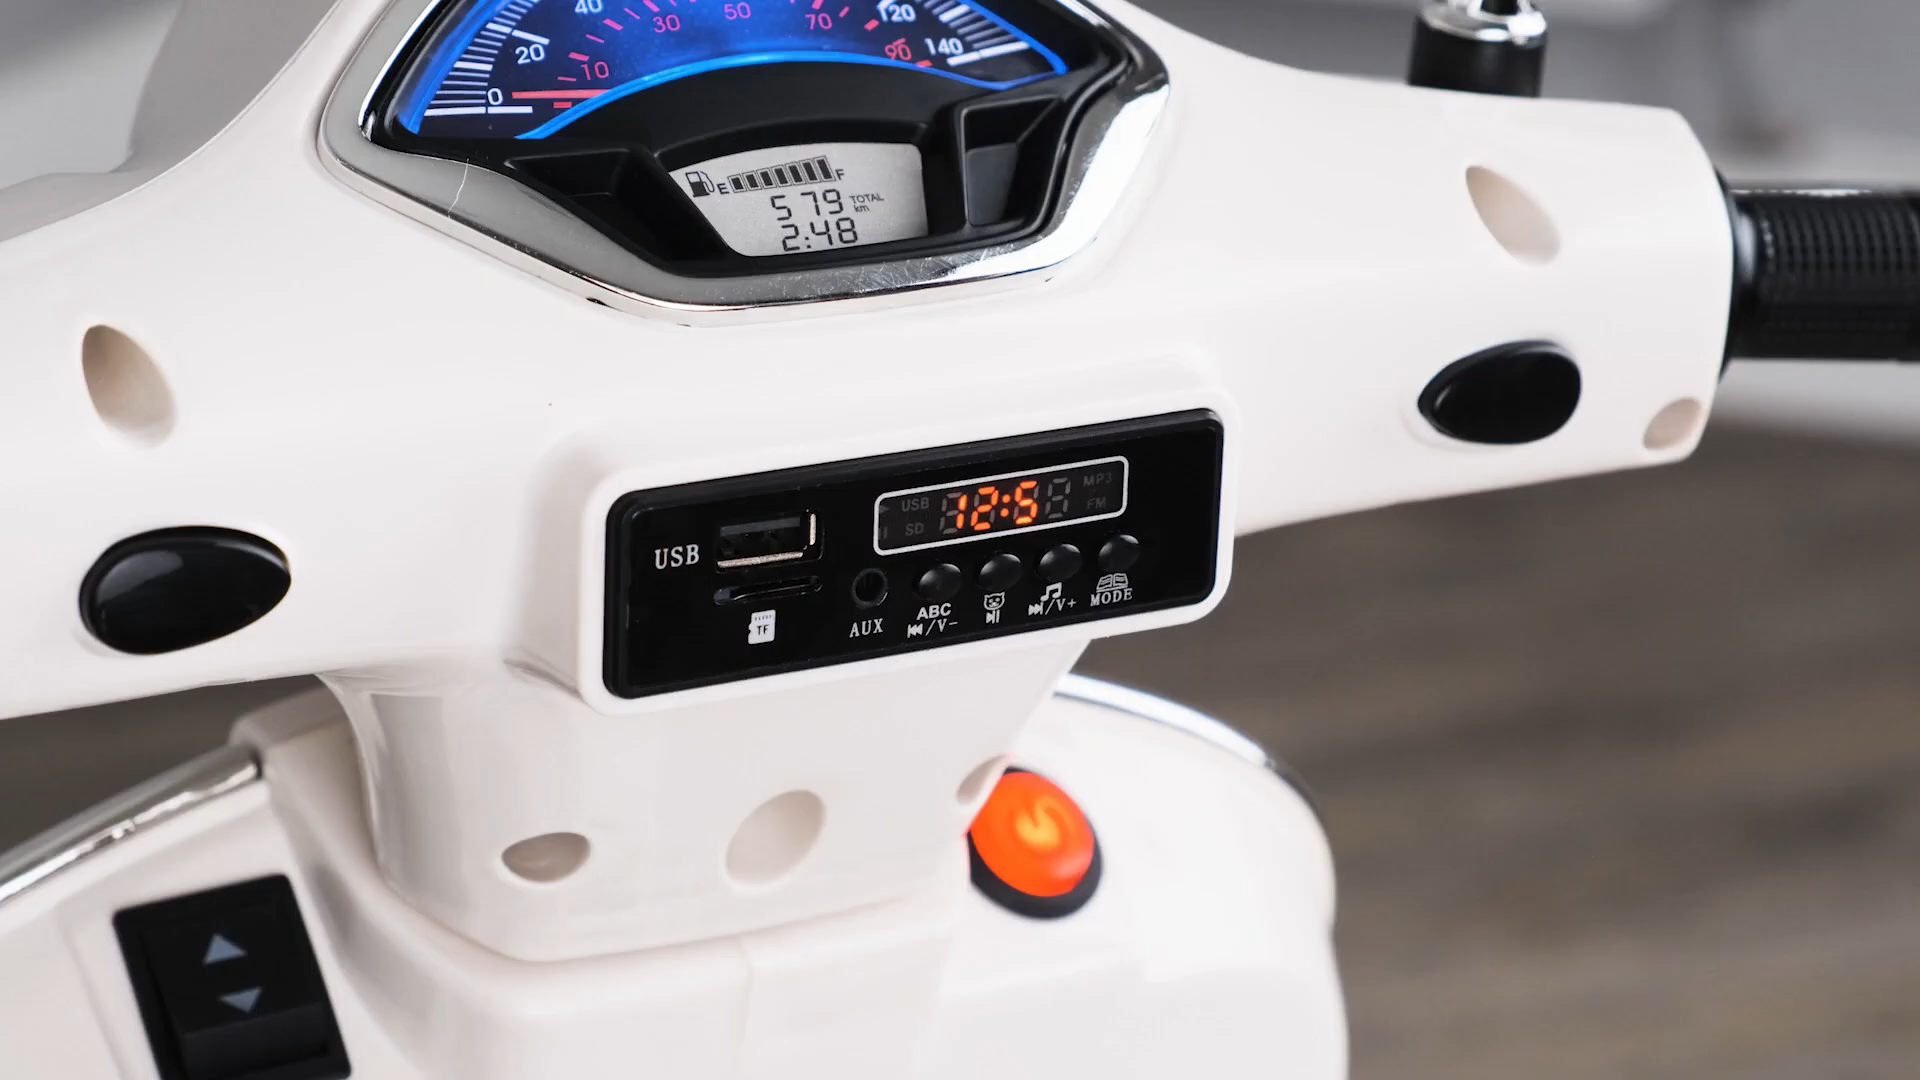 40 50 120
30 70
20 90 140
10
0
E F
579 TOTAL
km
2:48
USB 12:5 MP3
SD FM
USB
TF
AUX
ABC
/V-
/V+
MODE